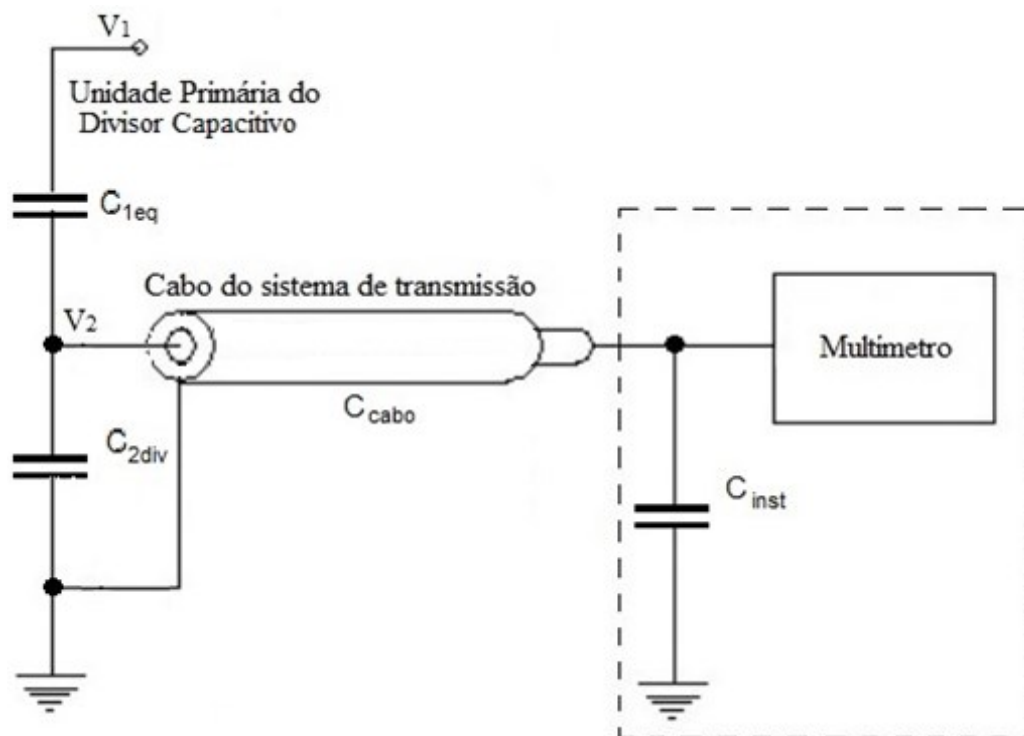 V1
Unidade Primária do
Divisor Capacitivo
C1eq
Cabo do sistema de transmissão
V2
Multimetro
Ccabo
C2div
Cinst